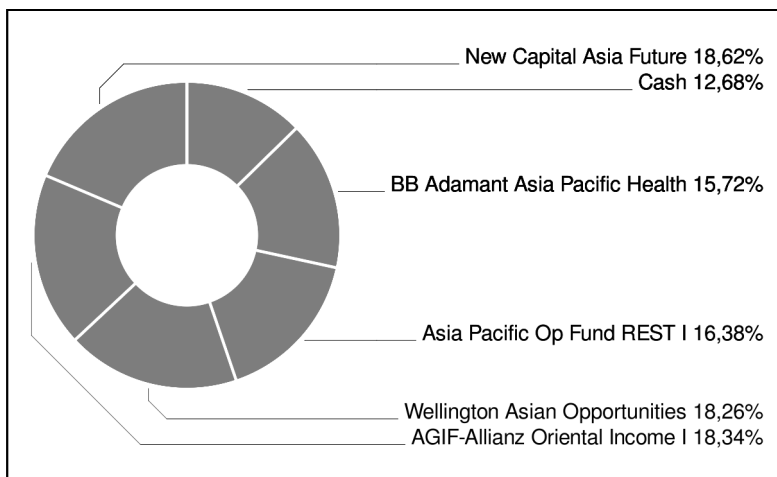 New Capital Asia Future 18,62%
Cash 12,68%
BB Adamant Asia Pacific Health 15,72%
Asia Pacific Op Fund REST I 16,38%
Wellington Asian Opportunities 18,26%
AGIF-Allianz Oriental Income I 18,34%